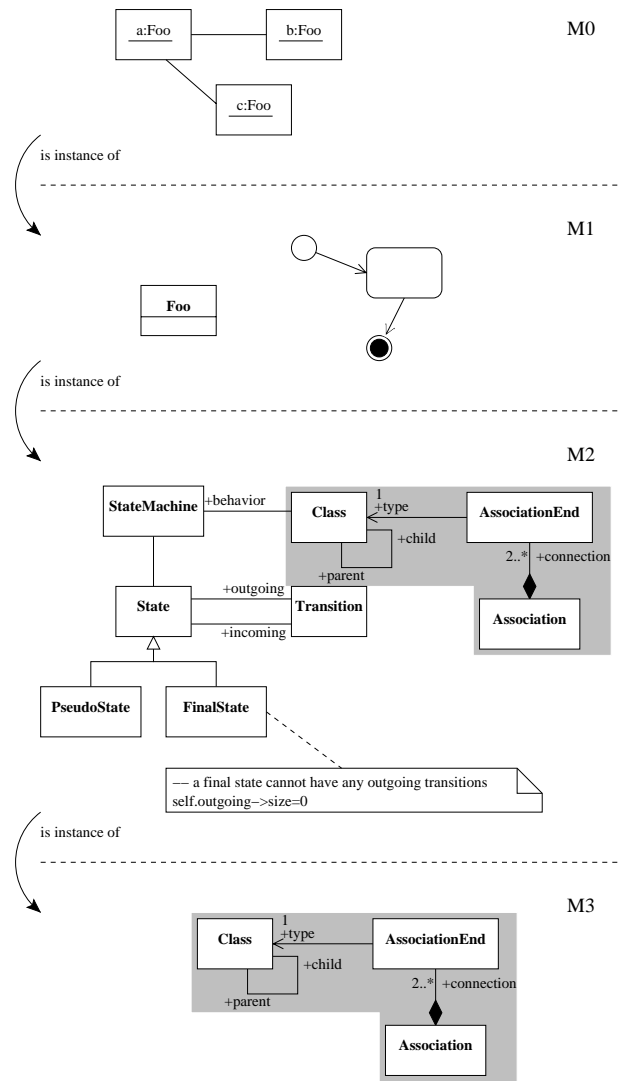 a:Foo
b:Foo
M0
c:Foo
is instance of
M1
Foo
is instance of
M2
StateMachine
+behavior
Class
1
+type
AssociationEnd
+child
+parent
2..* +connection
State
+outgoing
+incoming
Transition
Association
PseudoState
FinalState
−− a final state cannot have any outgoing transitions
self.outgoing−>size=0
is instance of
M3
Class
1
+type
AssociationEnd
+child
+parent
2..* +connection
Association